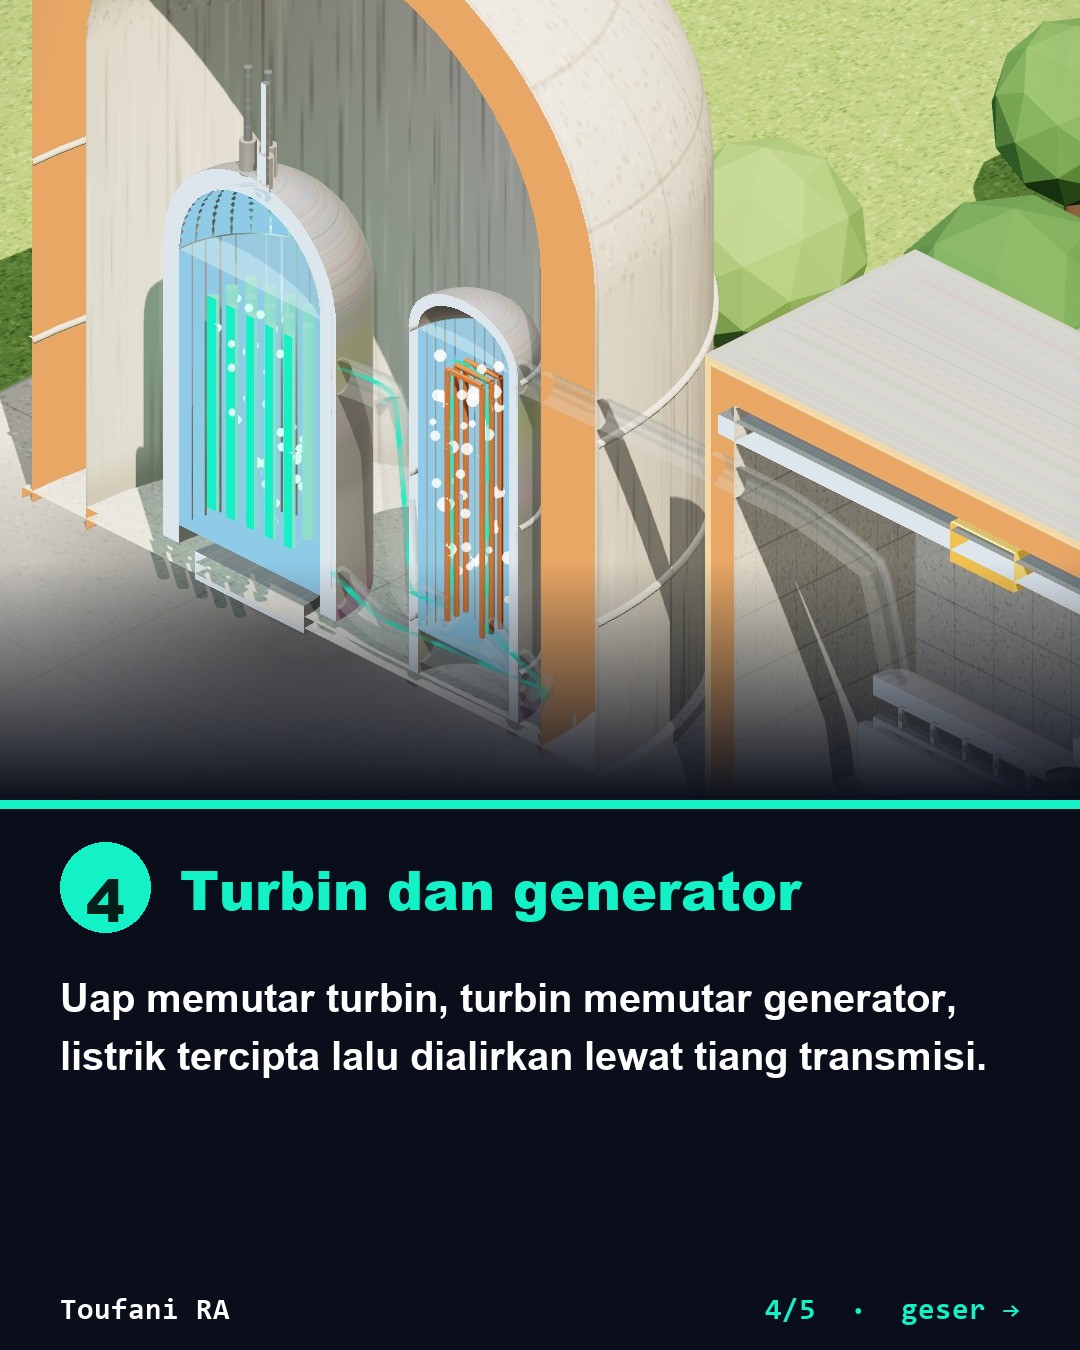 4 Turbin dan generator
Uap memutar turbin, turbin memutar generator,
listrik tercipta lalu dialirkan lewat tiang transmisi.
Toufani RA
4/5 · geser →